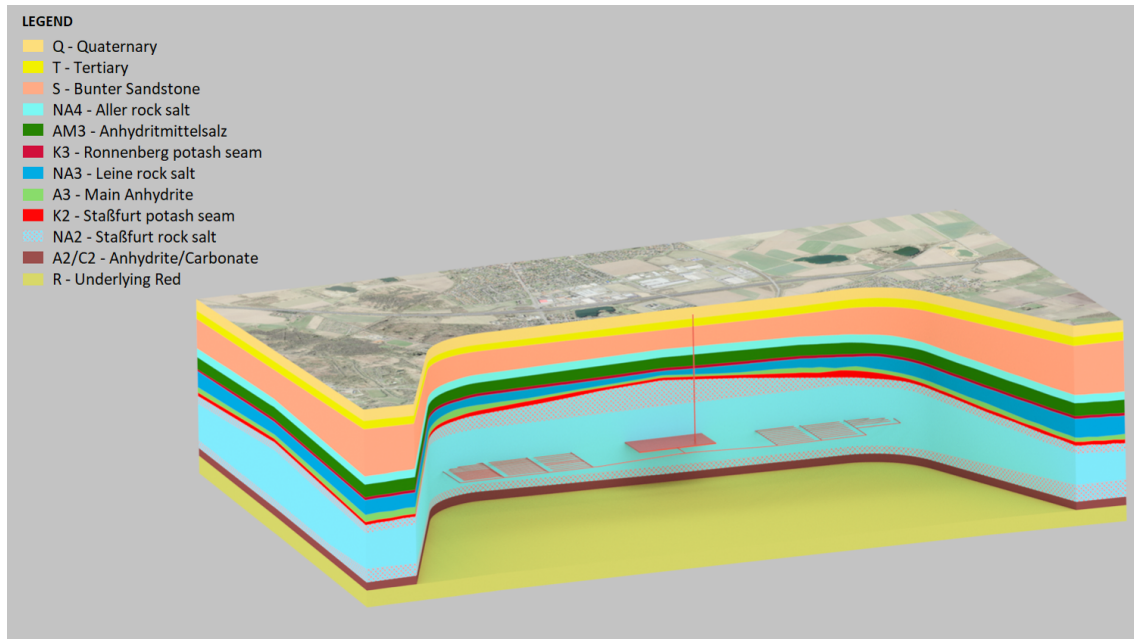 LEGEND
Q - Quaternary
T - Tertiary
S - Bunter Sandstone
NA4 - Aller rock salt
AM3 - Anhydritmittelsalz
K3 - Ronnenberg potash seam
NA3 - Leine rock salt
A3 - Main Anhydrite
K2 - Staßfurt potash seam
NA2 - Staßfurt rock salt
A2/C2 - Anhydrite/Carbonate
R - Underlying Red